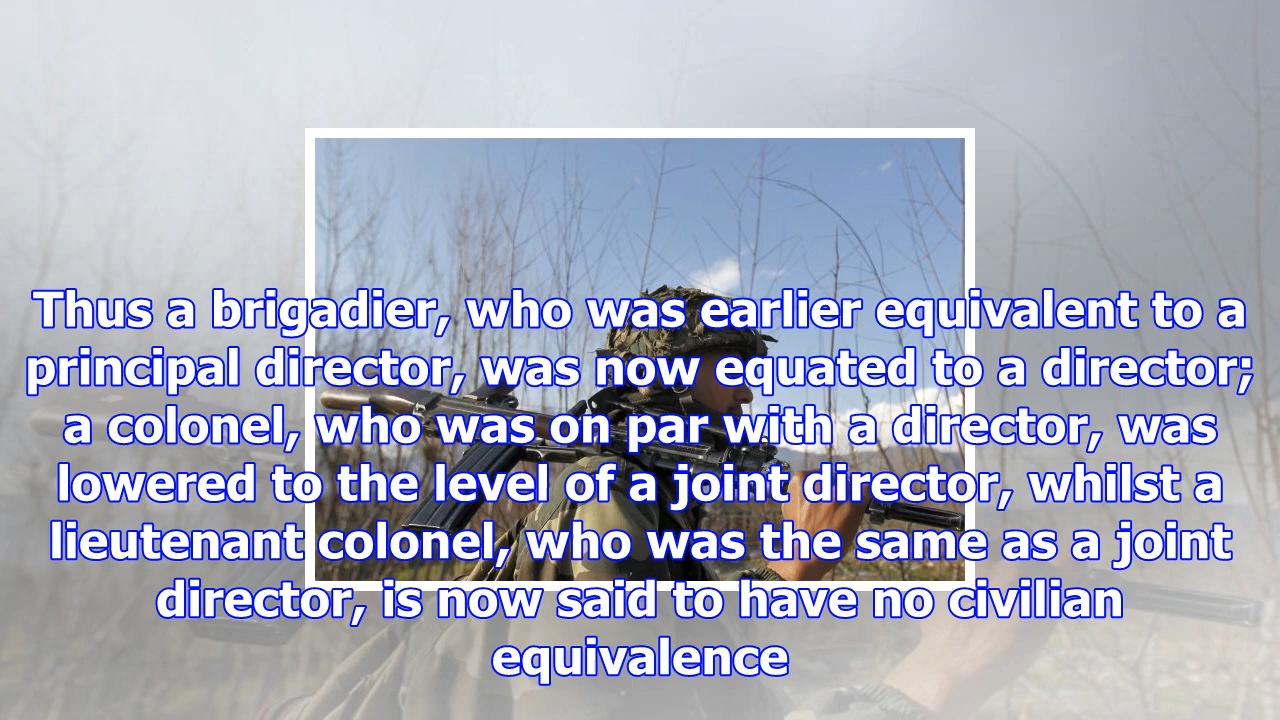 Thus a brigadier, who was earlier equivalent to a
principal director, was now equated to a director;
a colonel, who was on par with a director, was
lowered to the level of a joint director, whilst a
lieutenant colonel, who was the same as a joint
director, is now said to have no civilian
equivalence